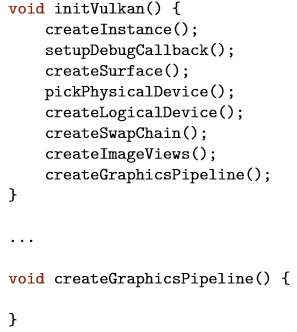 void initVulkan() {
    createInstance();
    setupDebugCallback();
    createSurface();
    pickPhysicalDevice();
    createLogicalDevice();
    createSwapChain();
    createImageViews();
    createGraphicsPipeline();
}

...

void createGraphicsPipeline() {

}